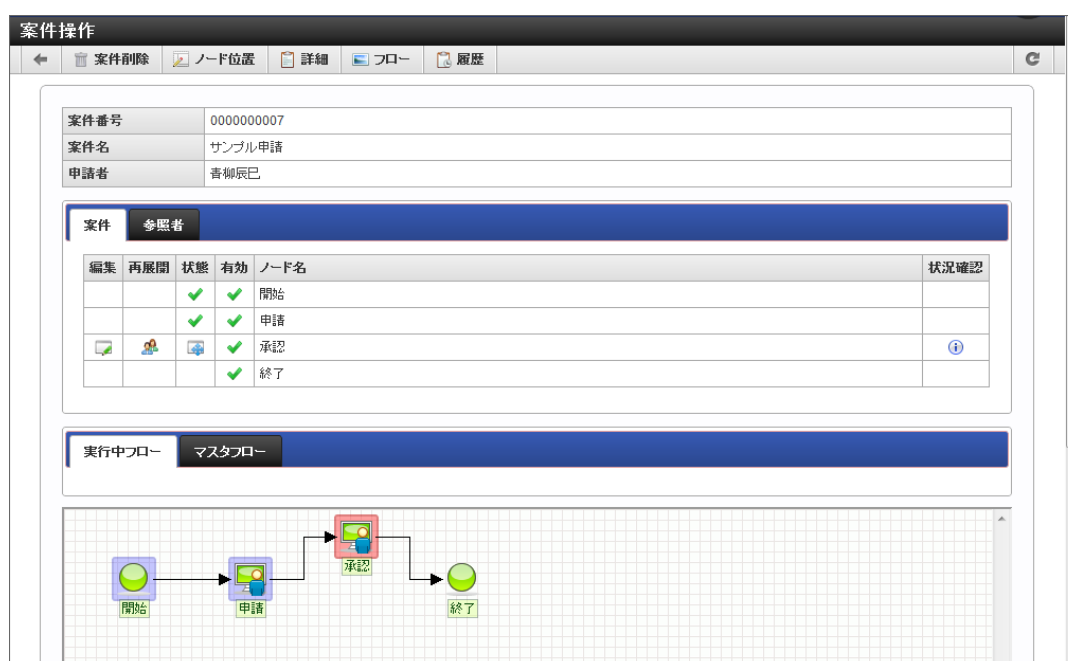 案件操作
案件削除 ノード位置 詳細 フロー 履歴
案件番号 0000000007
案件名 サンプル申請
申請者 青柳辰巳
案件 参照者
編集 再展開 状態 有効 ノード名 状況確認
開始
申請
承認
終了
実行中フロー マスタフロー
承認
開始 申請 終了